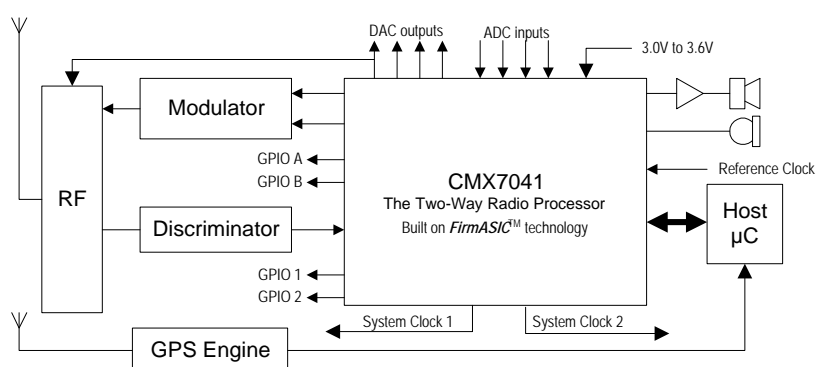 DAC outputs
ADC inputs
3.0V to 3.6V
Modulator
GPIO A
GPIO B
CMX7041
The Two-Way Radio Processor
Built on FirmASIC™ technology
Reference Clock
RF
Discriminator
Host
µC
GPIO 1
GPIO 2
System Clock 1
System Clock 2
GPS Engine